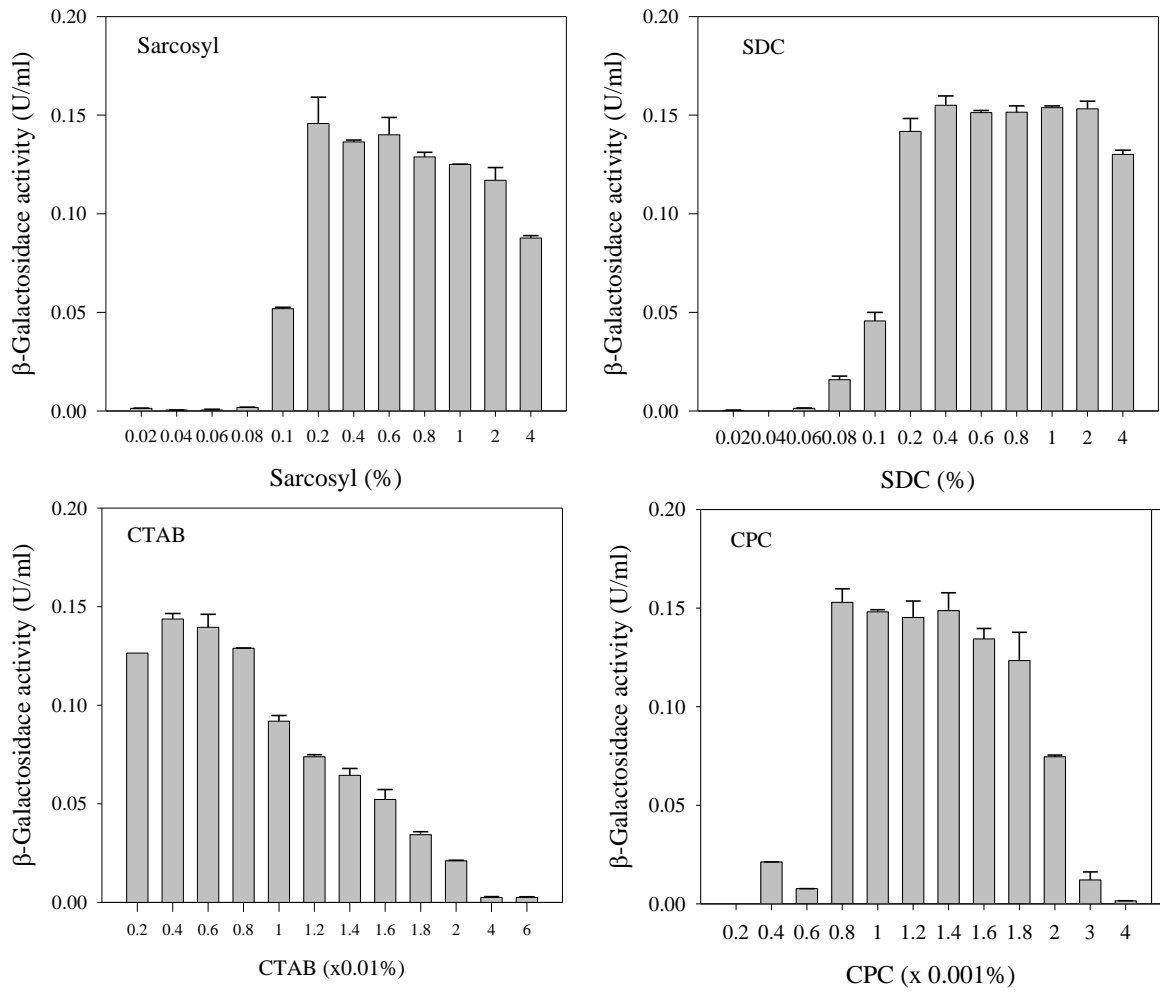 Sarcosyl
β-Galactosidace activity (U/ml)
0.20
0.15
0.10
0.05
0.00
0.02 0.04 0.06 0.08 0.1 0.2 0.4 0.6 0.8 1 2 4
Sarcosyl (%)
SDC
β-Galactosidace activity (U/ml)
0.20
0.15
0.10
0.05
0.00
0.02 0.04 0.06 0.08 0.1 0.2 0.4 0.6 0.8 1 2 4
SDC (%)
CTAB
β-Galactosidace activity (U/ml)
0.20
0.15
0.10
0.05
0.00
0.2 0.4 0.6 0.8 1 1.2 1.4 1.6 1.8 2 4 6
CTAB (x0.01%)
CPC
β-Galactosidace activity (U/ml)
0.20
0.15
0.10
0.05
0.00
0.2 0.4 0.6 0.8 1 1.2 1.4 1.6 1.8 2 3 4
CPC (x 0.001%)